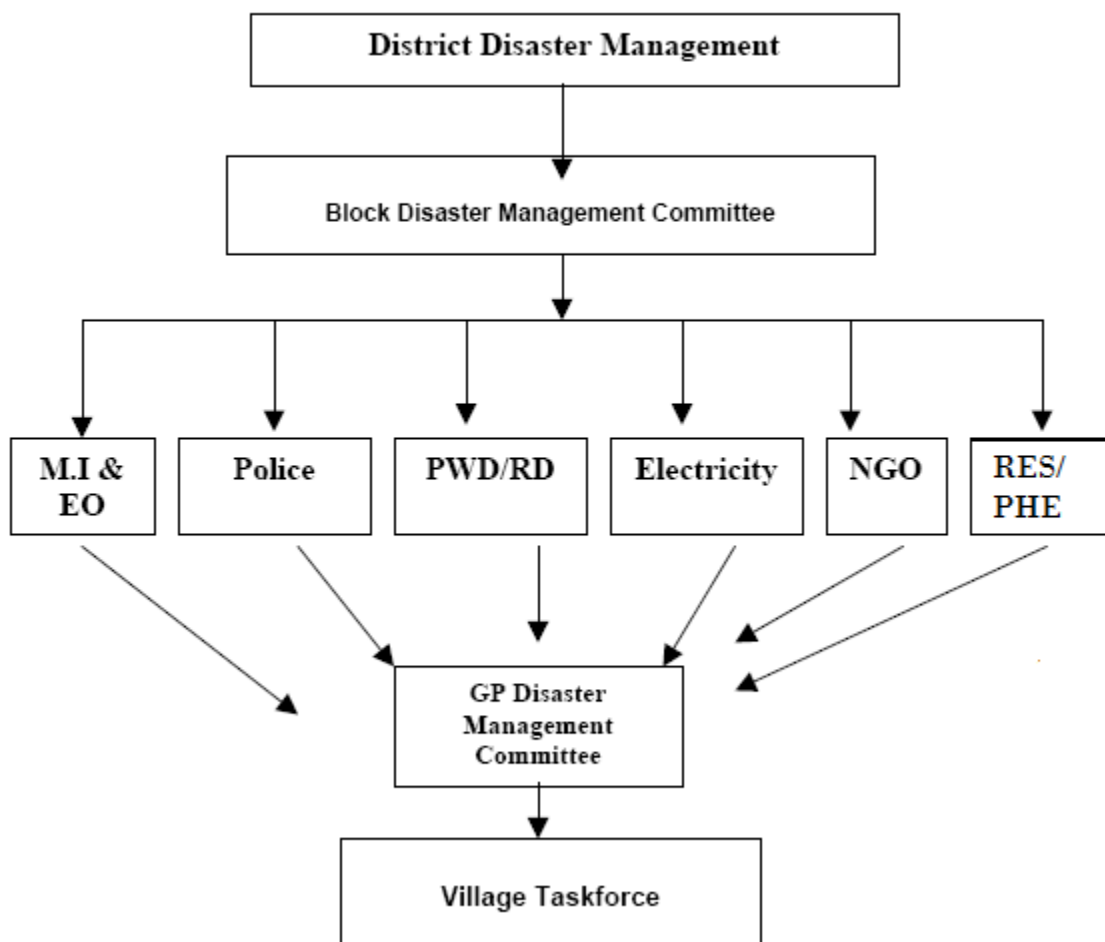 District Disaster Management
Block Disaster Management Committee
M.I &
EO
Police
PWD/RD
Electricity
NGO
RES/
PHE
GP Disaster
Management
Committee
Village Taskforce